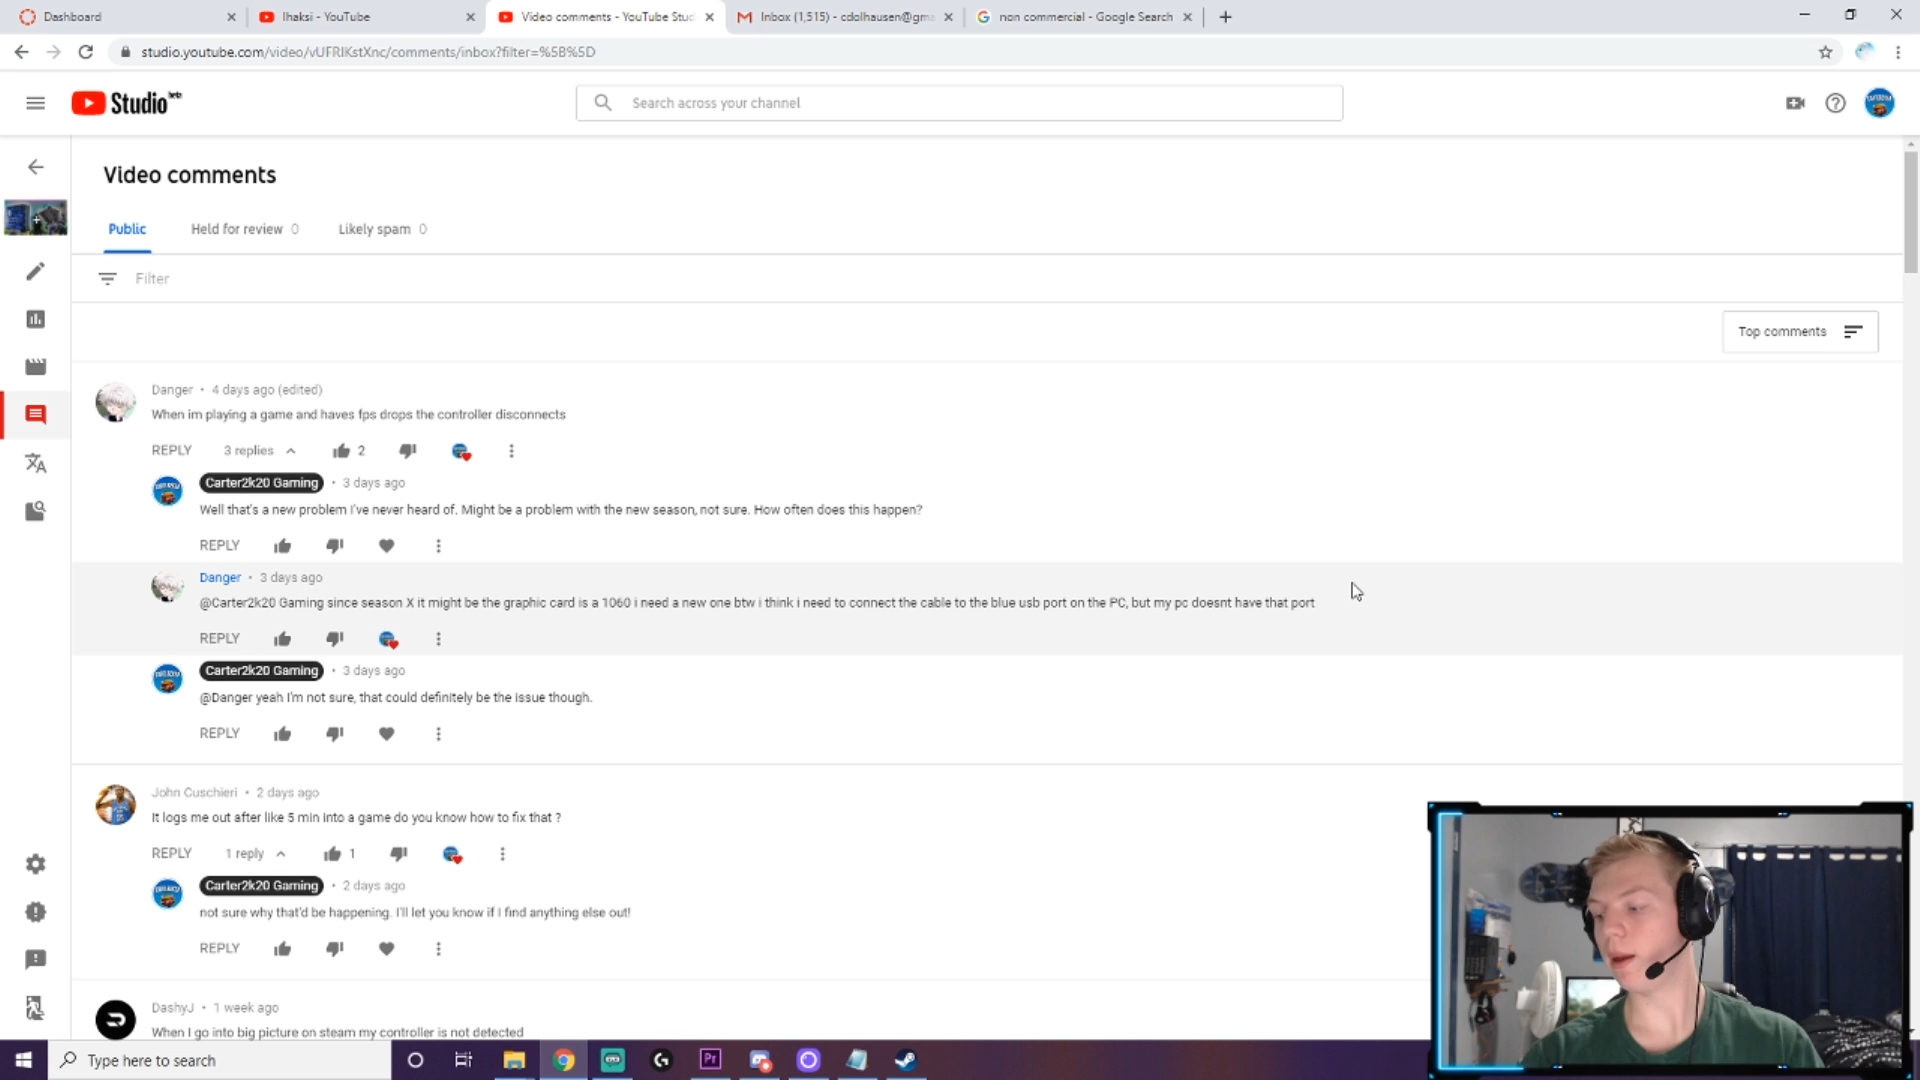 Dashboard
lhaksi - YouTube
Video comments - YouTube Stud
Inbox (1,515) - cdolhausen@gma
non commercial - Google Search
studio.youtube.com/video/vUFRlKstXnc/comments/inbox?filter=%5B%5D
Studio beta
Search across your channel
Video comments
Public
Held for review 0
Likely spam 0
Filter
Top comments
Danger • 4 days ago (edited)
When im playing a game and haves fps drops the controller disconnects
REPLY 3 replies 2
Carter2k20 Gaming • 3 days ago
Well that's a new problem I've never heard of. Might be a problem with the new season, not sure. How often does this happen?
REPLY
Danger • 3 days ago
@Carter2k20 Gaming since season X it might be the graphic card is a 1060 i need a new one btw i think i need to connect the cable to the blue usb port on the PC, but my pc doesnt have that port
REPLY
Carter2k20 Gaming • 3 days ago
@Danger yeah I'm not sure, that could definitely be the issue though.
REPLY
John Cuschieri • 2 days ago
It logs me out after like 5 min into a game do you know how to fix that ?
REPLY 1 reply 1
Carter2k20 Gaming • 2 days ago
not sure why that'd be happening. I'll let you know if I find anything else out!
REPLY
DashyJ • 1 week ago
When I go into big picture on steam my controller is not detected
Type here to search
Pr